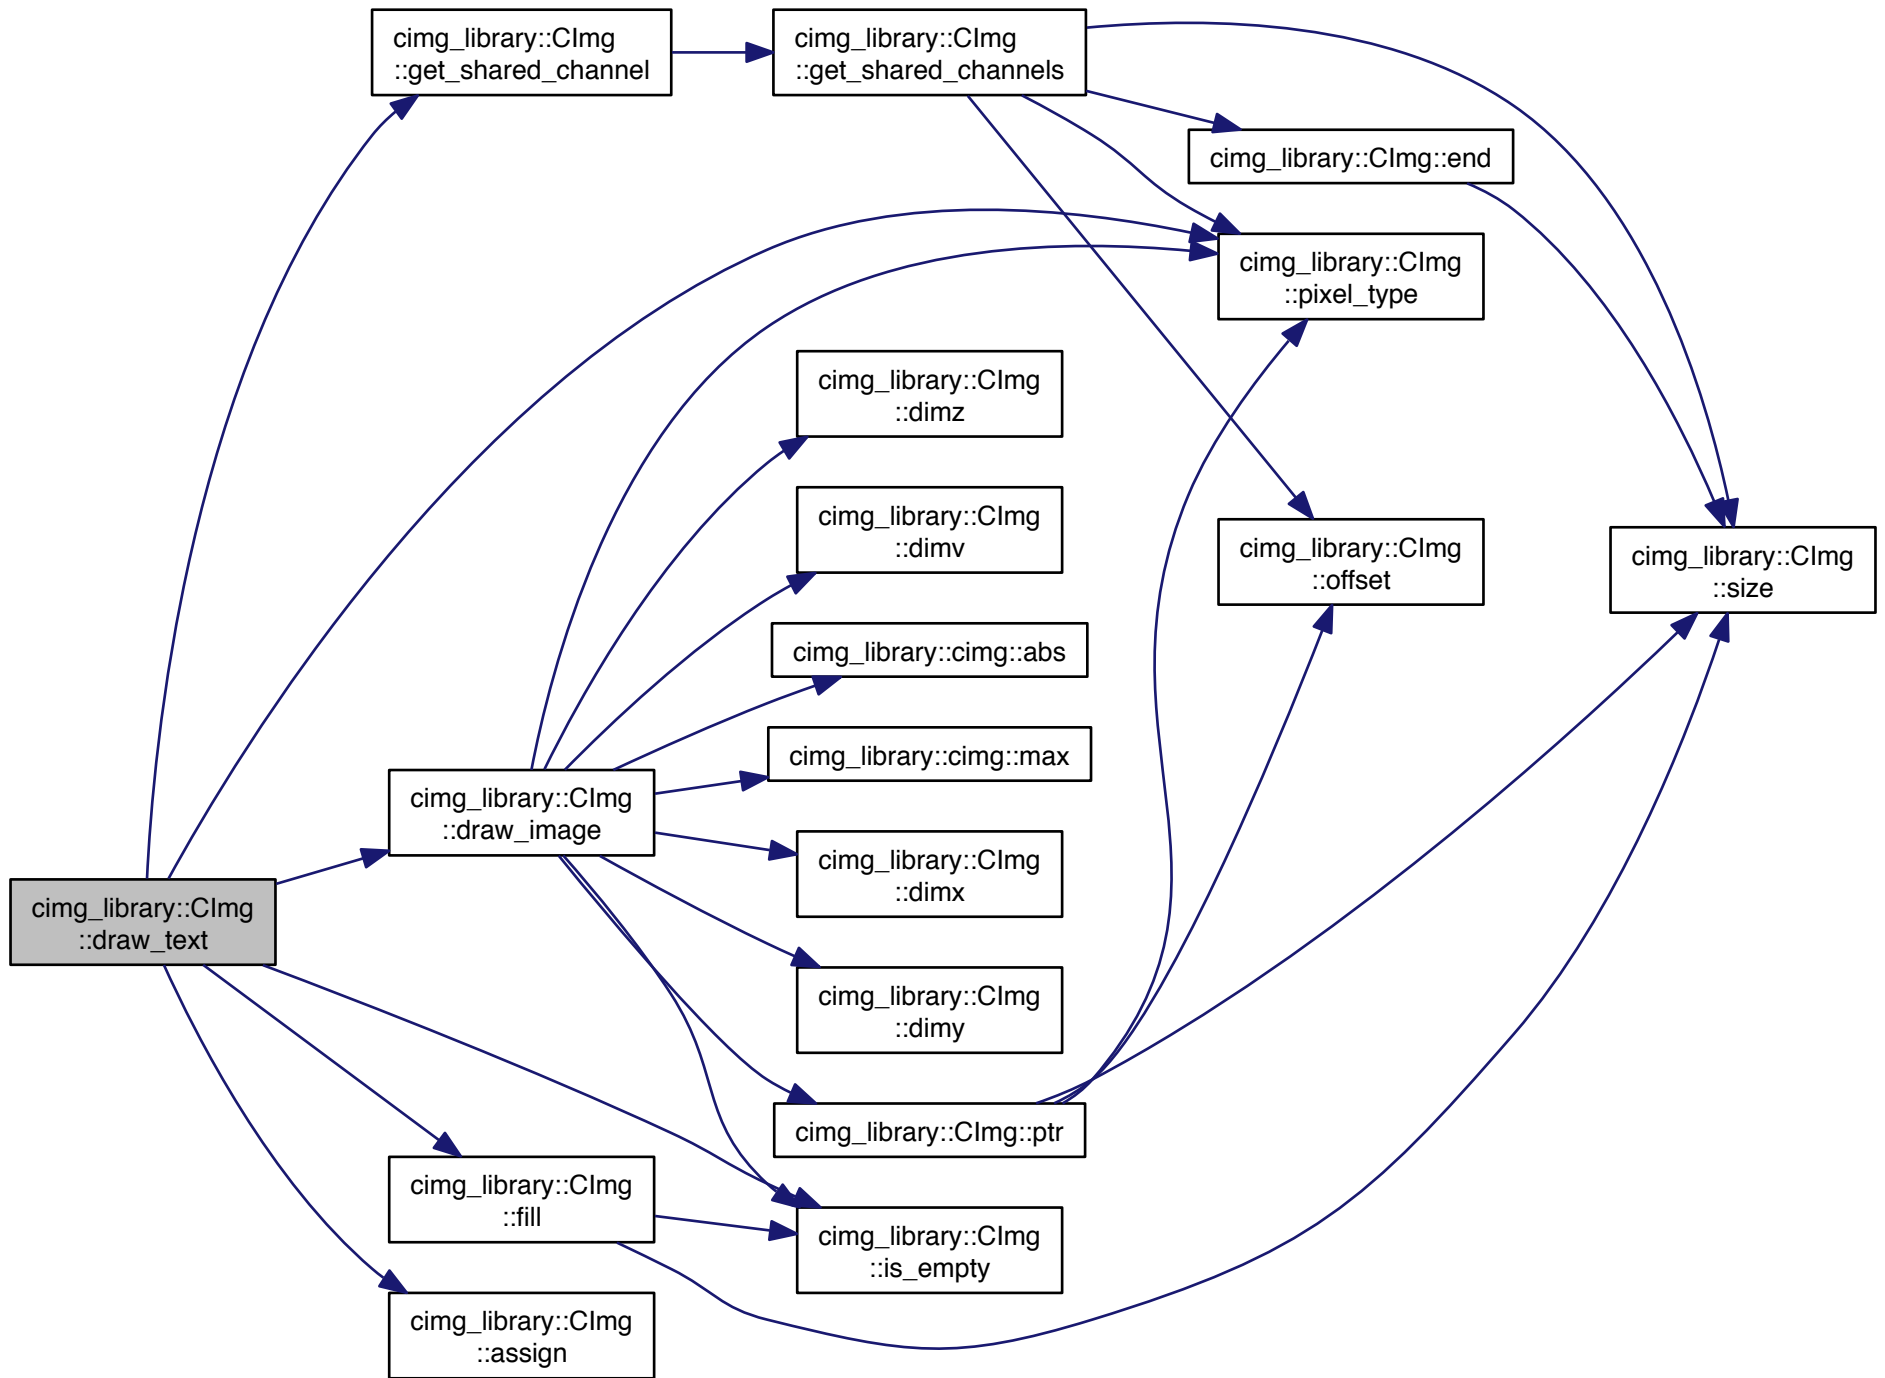 cimg_library::CImg
::get_shared_channel
cimg_library::CImg
::get_shared_channels
cimg_library::CImg::end
cimg_library::CImg
::pixel_type
cimg_library::CImg
::dimz
cimg_library::CImg
::dimv
cimg_library::CImg
::offset
cimg_library::CImg
::size
cimg_library::cimg::abs
cimg_library::cimg::max
cimg_library::CImg
::draw_image
cimg_library::CImg
::dimx
cimg_library::CImg
::draw_text
cimg_library::CImg
::dimy
cimg_library::CImg::ptr
cimg_library::CImg
::fill
cimg_library::CImg
::is_empty
cimg_library::CImg
::assign